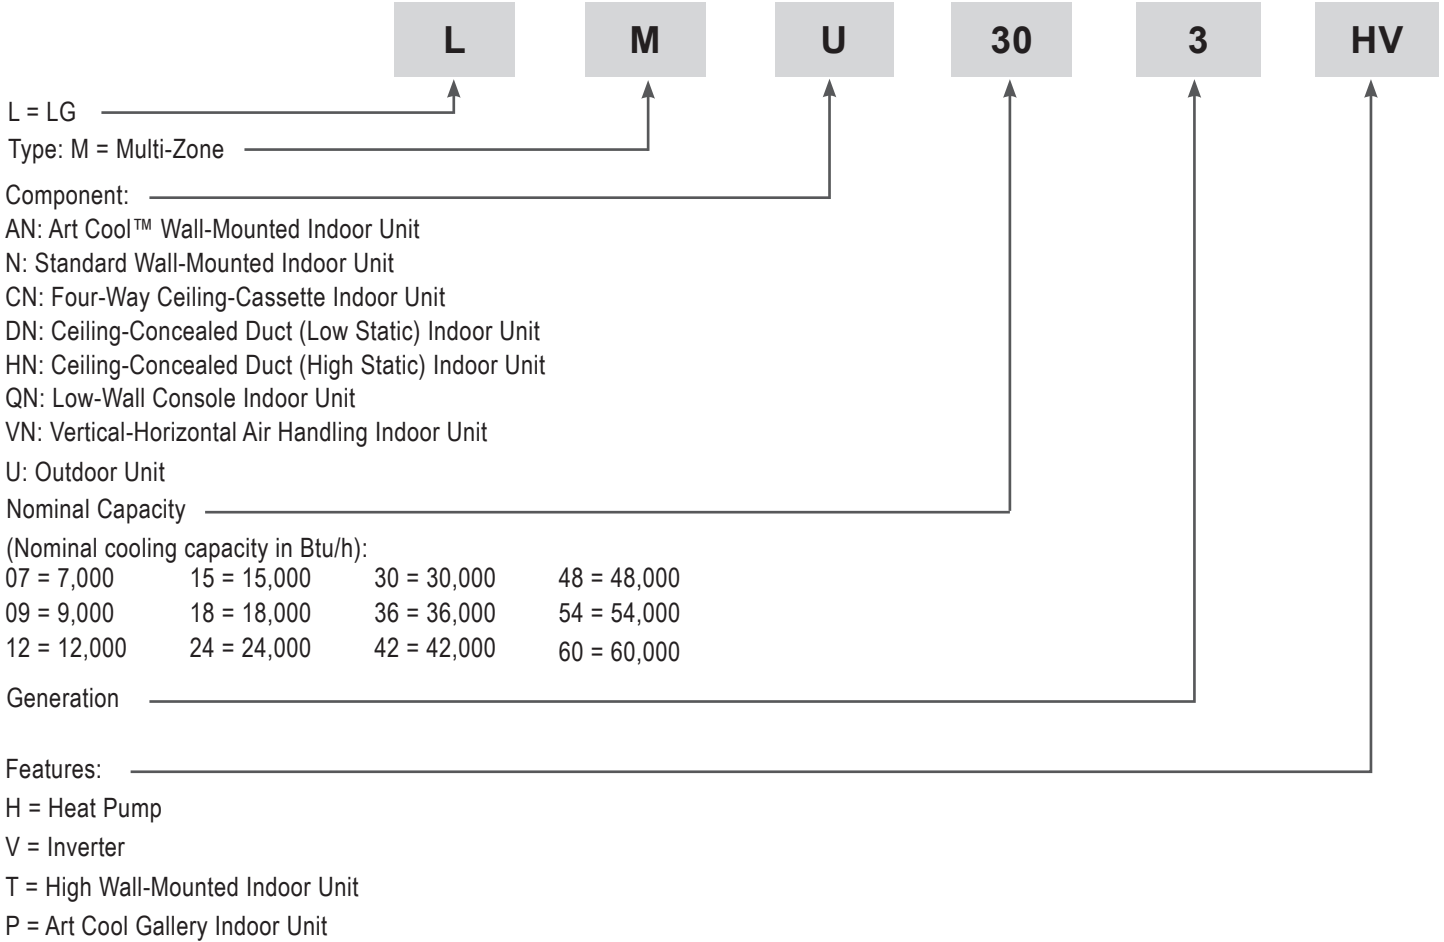 L M U 30 3 HV
L = LG
Type: M = Multi-Zone
Component:
AN: Art Cool™ Wall-Mounted Indoor Unit
N: Standard Wall-Mounted Indoor Unit
CN: Four-Way Ceiling-Cassette Indoor Unit
DN: Ceiling-Concealed Duct (Low Static) Indoor Unit
HN: Ceiling-Concealed Duct (High Static) Indoor Unit
QN: Low-Wall Console Indoor Unit
VN: Vertical-Horizontal Air Handling Indoor Unit
U: Outdoor Unit
Nominal Capacity
(Nominal cooling capacity in Btu/h):
07 = 7,000 15 = 15,000 30 = 30,000 48 = 48,000
09 = 9,000 18 = 18,000 36 = 36,000 54 = 54,000
12 = 12,000 24 = 24,000 42 = 42,000 60 = 60,000
Generation
Features:
H = Heat Pump
V = Inverter
T = High Wall-Mounted Indoor Unit
P = Art Cool Gallery Indoor Unit